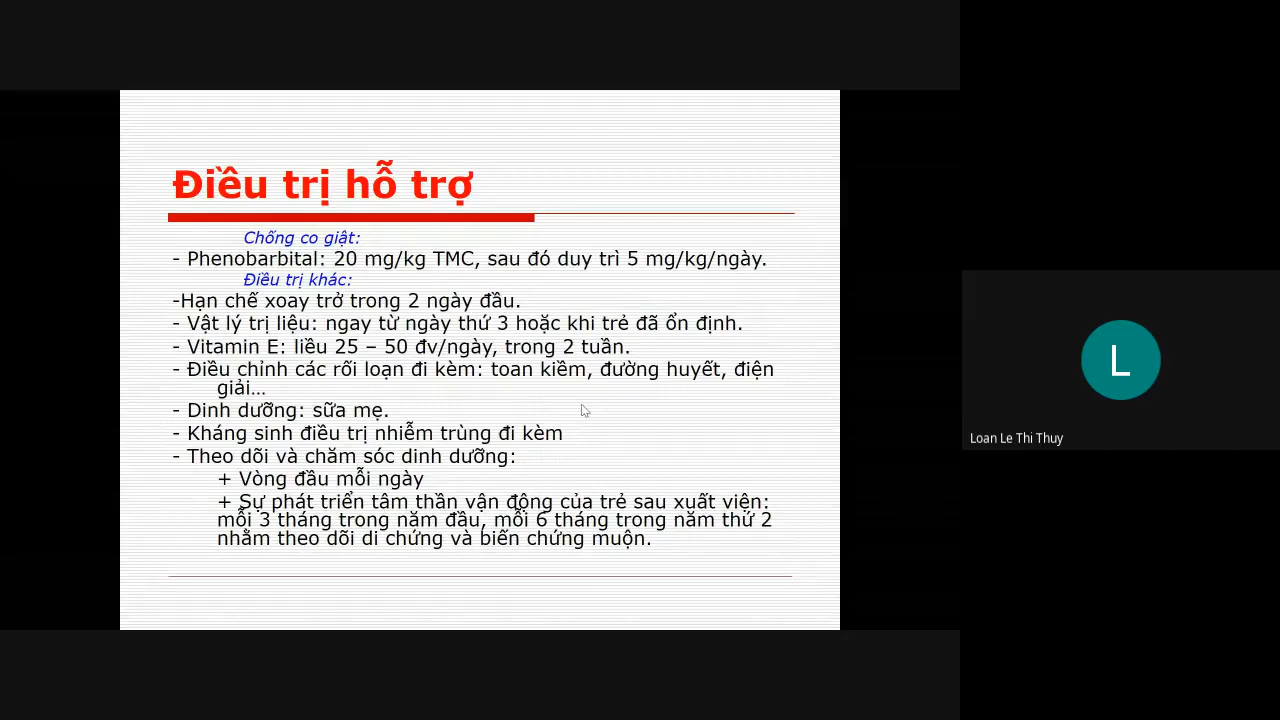 Điều trị hỗ trợ
Chống co giật:
- Phenobarbital: 20 mg/kg TMC, sau đó duy trì 5 mg/kg/ngày.
Điều trị khác:
-Hạn chế xoay trở trong 2 ngày đầu.
- Vật lý trị liệu: ngay từ ngày thứ 3 hoặc khi trẻ đã ổn định.
- Vitamin E: liều 25 – 50 đv/ngày, trong 2 tuần.
- Điều chỉnh các rối loạn đi kèm: toan kiềm, đường huyết, điện
giải...
- Dinh dưỡng: sữa mẹ.
- Kháng sinh điều trị nhiễm trùng đi kèm
- Theo dõi và chăm sóc dinh dưỡng:
+ Vòng đầu mỗi ngày
+ Sự phát triển tâm thần vận động của trẻ sau xuất viện:
mỗi 3 tháng trong năm đầu, mỗi 6 tháng trong năm thứ 2
nhằm theo dõi di chứng và biến chứng muộn.
L
Loan Le Thi Thuy